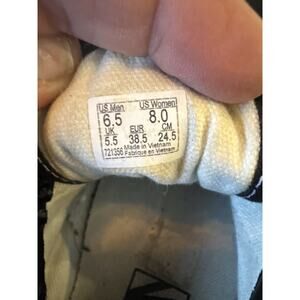 US Men US Women
6.5 8.0
UK EUR CM
5.5 38.5 24.5
721356 Made in Vietnam
Fabriqué en Vietnam